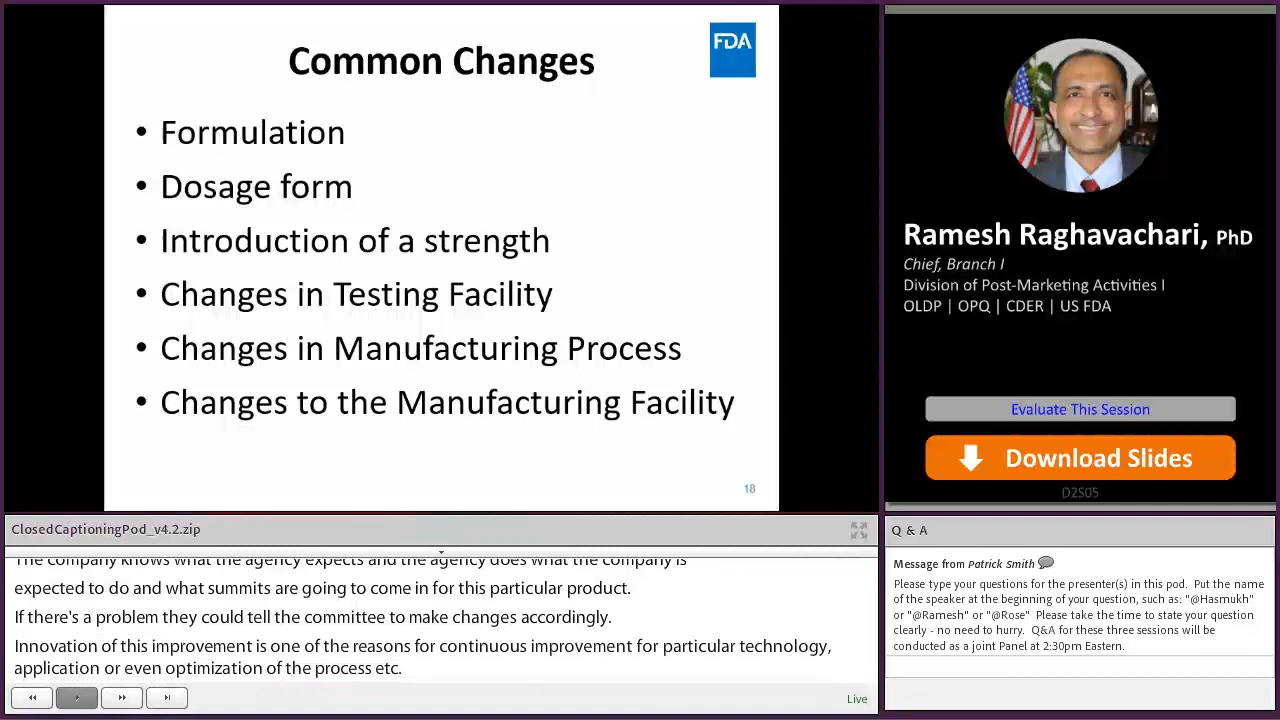 Common Changes
FDA
• Formulation
• Dosage form
• Introduction of a strength
• Changes in Testing Facility
• Changes in Manufacturing Process
• Changes to the Manufacturing Facility
18
Ramesh Raghavachari, PhD
Chief, Branch I
Division of Post-Marketing Activities I
OLDP | OPQ | CDER | US FDA
Evaluate This Session
Download Slides
D2S05
ClosedCaptioningPod_v4.2.zip
The company knows what the agency expects and the agency does what the company is
expected to do and what summits are going to come in for this particular product.
If there's a problem they could tell the committee to make changes accordingly.
Innovation of this improvement is one of the reasons for continuous improvement for particular technology,
application or even optimization of the process etc.
Live
Q & A
Message from Patrick Smith
Please type your questions for the presenter(s) in this pod. Put the name
of the speaker at the beginning of your question, such as: "@Hasmukh"
or "@Ramesh" or "@Rose" Please take the time to state your question
clearly - no need to hurry. Q&A for these three sessions will be
conducted as a joint Panel at 2:30pm Eastern.